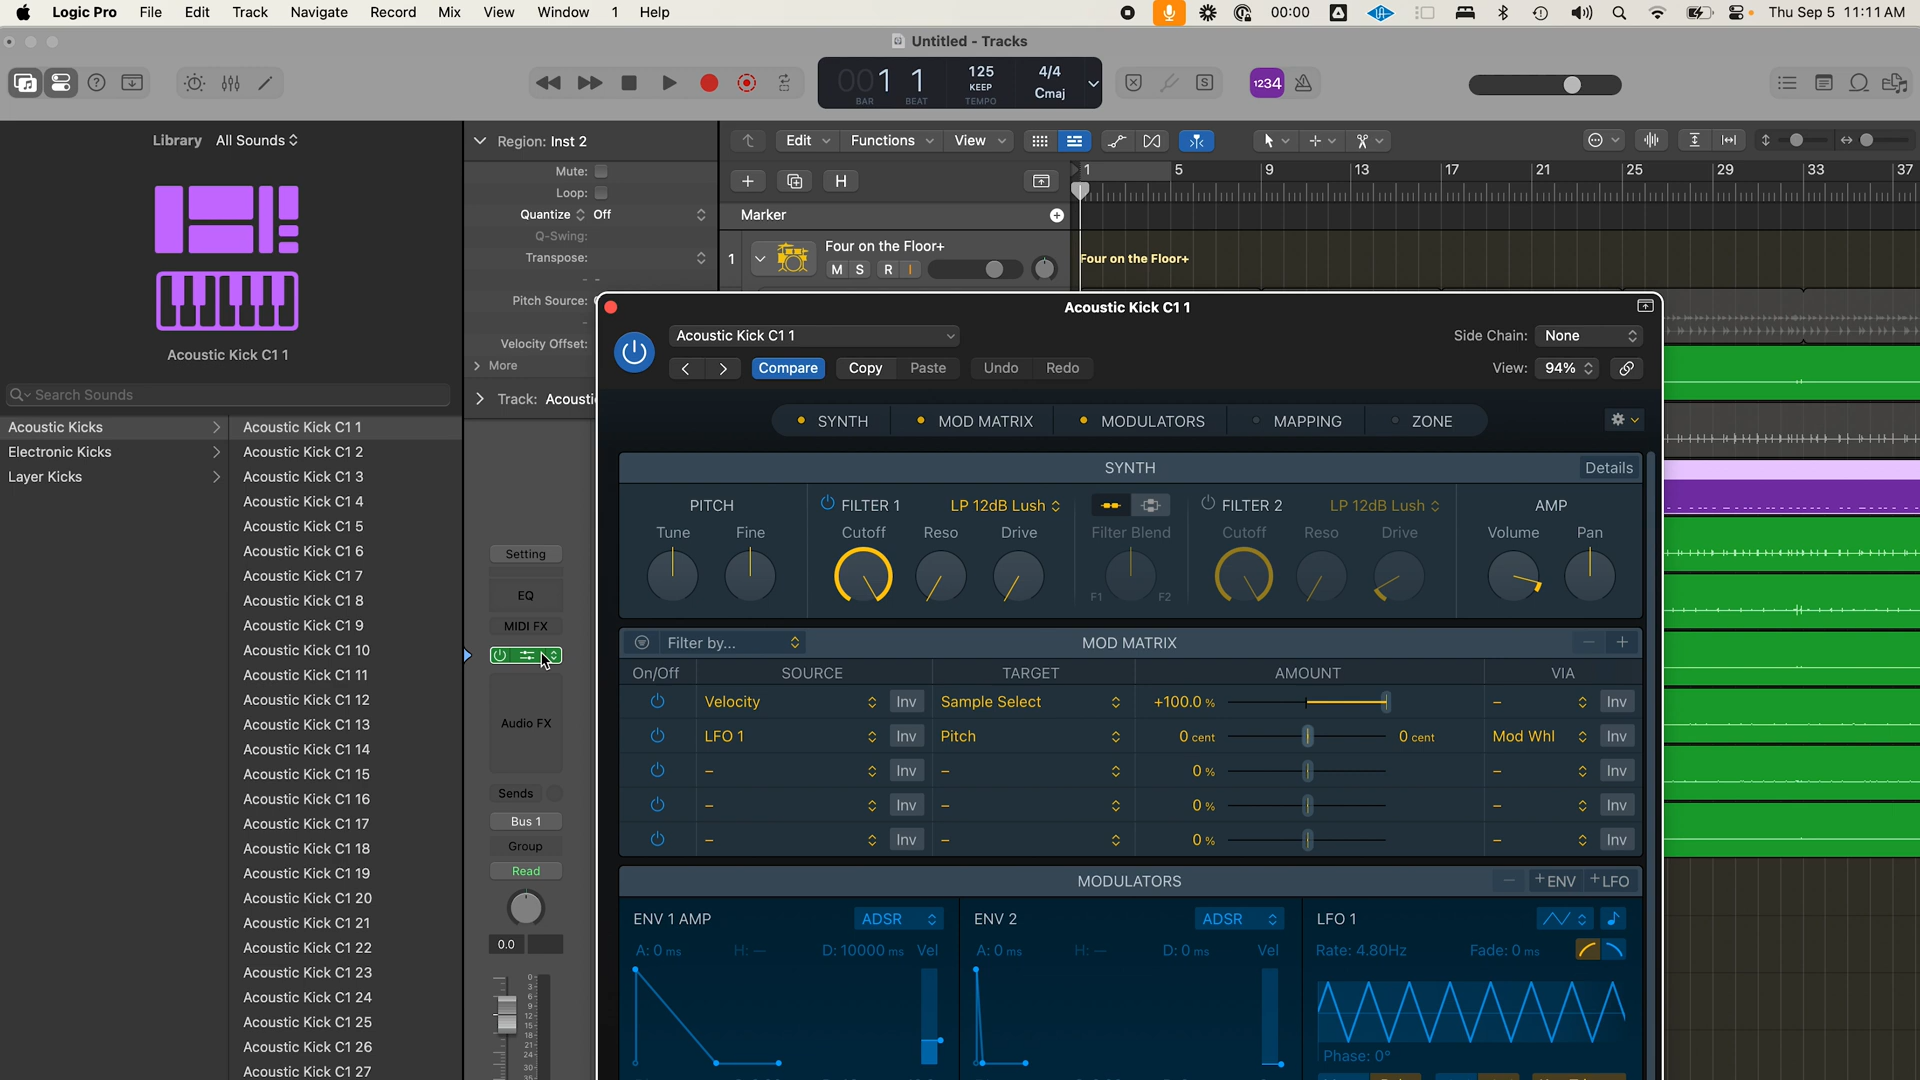 Logic Pro File Edit Track Navigate Record Mix View Window 1 Help 00:00 Thu Sep 5 11:11 AM
Untitled - Tracks
001 1 125 4/4
KEEP Cmaj
BAR BEAT TEMPO
1234
Library All Sounds
Acoustic Kick C1 1
Search Sounds
Acoustic Kicks
Electronic Kicks
Layer Kicks
Acoustic Kick C1 1
Acoustic Kick C1 2
Acoustic Kick C1 3
Acoustic Kick C1 4
Acoustic Kick C1 5
Acoustic Kick C1 6
Acoustic Kick C1 7
Acoustic Kick C1 8
Acoustic Kick C1 9
Acoustic Kick C1 10
Acoustic Kick C1 11
Acoustic Kick C1 12
Acoustic Kick C1 13
Acoustic Kick C1 14
Acoustic Kick C1 15
Acoustic Kick C1 16
Acoustic Kick C1 17
Acoustic Kick C1 18
Acoustic Kick C1 19
Acoustic Kick C1 20
Acoustic Kick C1 21
Acoustic Kick C1 22
Acoustic Kick C1 23
Acoustic Kick C1 24
Acoustic Kick C1 25
Acoustic Kick C1 26
Acoustic Kick C1 27
Region: Inst 2
Mute:
Loop:
Quantize Off
Q-Swing:
Transpose:
Pitch Source:
Velocity Offset:
More
Track: Acousti
Setting
EQ
MIDI FX
Audio FX
Sends
Bus 1
Group
Read
0.0
0
3
6
9
12
15
18
21
24
30
Edit Functions View
H
1 5 9 13 17 21 25 29 33 37
Marker
1 Four on the Floor+
M S R I
Four on the Floor+
Acoustic Kick C1 1
Acoustic Kick C1 1 Side Chain: None
Compare Copy Paste Undo Redo View: 94%
SYNTH MOD MATRIX MODULATORS MAPPING ZONE
SYNTH Details
PITCH FILTER 1 LP 12dB Lush FILTER 2 LP 12dB Lush AMP
Tune Fine Cutoff Reso Drive Filter Blend Cutoff Reso Drive Volume Pan
F1 F2
Filter by... MOD MATRIX
On/Off SOURCE TARGET AMOUNT VIA
Velocity Inv Sample Select +100.0 % – Inv
LFO 1 Inv Pitch 0 cent 0 cent Mod Whl Inv
– Inv – 0 % – Inv
– Inv – 0 % – Inv
– Inv – 0 % – Inv
MODULATORS – +ENV +LFO
ENV 1 AMP ADSR ENV 2 ADSR LFO 1
A: 0 ms H: — D: 10000 ms Vel A: 0 ms H: — D: 0 ms Vel Rate: 4.80Hz Fade: 0 ms
Phase: 0°